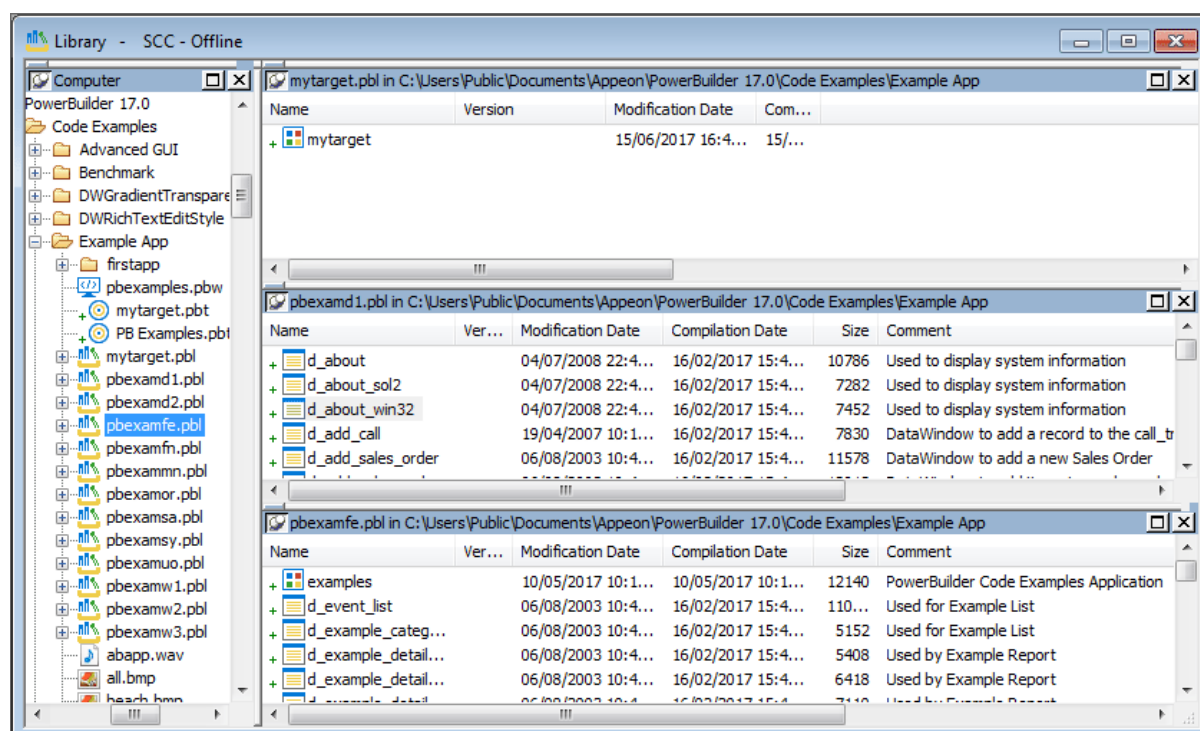 Library - SCC - Offline
Computer
PowerBuilder 17.0
Code Examples
Advanced GUI
Benchmark
DWGradientTranspare
DWRichTextEditStyle
Example App
firstapp
pbexamples.pbw
mytarget.pbt
PB Examples.pbt
mytarget.pbl
pbexamd1.pbl
pbexamd2.pbl
pbexamfe.pbl
pbexamfn.pbl
pbexammn.pbl
pbexamor.pbl
pbexamsa.pbl
pbexamsy.pbl
pbexamuo.pbl
pbexamw1.pbl
pbexamw2.pbl
pbexamw3.pbl
abapp.wav
all.bmp
beach.bmp
mytarget.pbl in C:\Users\Public\Documents\Appeon\PowerBuilder 17.0\Code Examples\Example App
Name Version Modification Date Com...
mytarget 15/06/2017 16:4... 15/...
pbexamd1.pbl in C:\Users\Public\Documents\Appeon\PowerBuilder 17.0\Code Examples\Example App
Name Ver... Modification Date Compilation Date Size Comment
d_about 04/07/2008 22:4... 16/02/2017 15:4... 10786 Used to display system information
d_about_sol2 04/07/2008 22:4... 16/02/2017 15:4... 7282 Used to display system information
d_about_win32 04/07/2008 22:4... 16/02/2017 15:4... 7452 Used to display system information
d_add_call 19/04/2007 10:1... 16/02/2017 15:4... 7830 DataWindow to add a record to the call_tr
d_add_sales_order 06/08/2003 10:4... 16/02/2017 15:4... 11578 DataWindow to add a new Sales Order
pbexamfe.pbl in C:\Users\Public\Documents\Appeon\PowerBuilder 17.0\Code Examples\Example App
Name Ver... Modification Date Compilation Date Size Comment
examples 10/05/2017 10:1... 10/05/2017 10:1... 12140 PowerBuilder Code Examples Application
d_event_list 06/08/2003 10:4... 16/02/2017 15:4... 110... Used for Example List
d_example_categ... 06/08/2003 10:4... 16/02/2017 15:4... 5152 Used for Example List
d_example_detail... 06/08/2003 10:4... 16/02/2017 15:4... 5408 Used by Example Report
d_example_detail... 06/08/2003 10:4... 16/02/2017 15:4... 6418 Used by Example Report